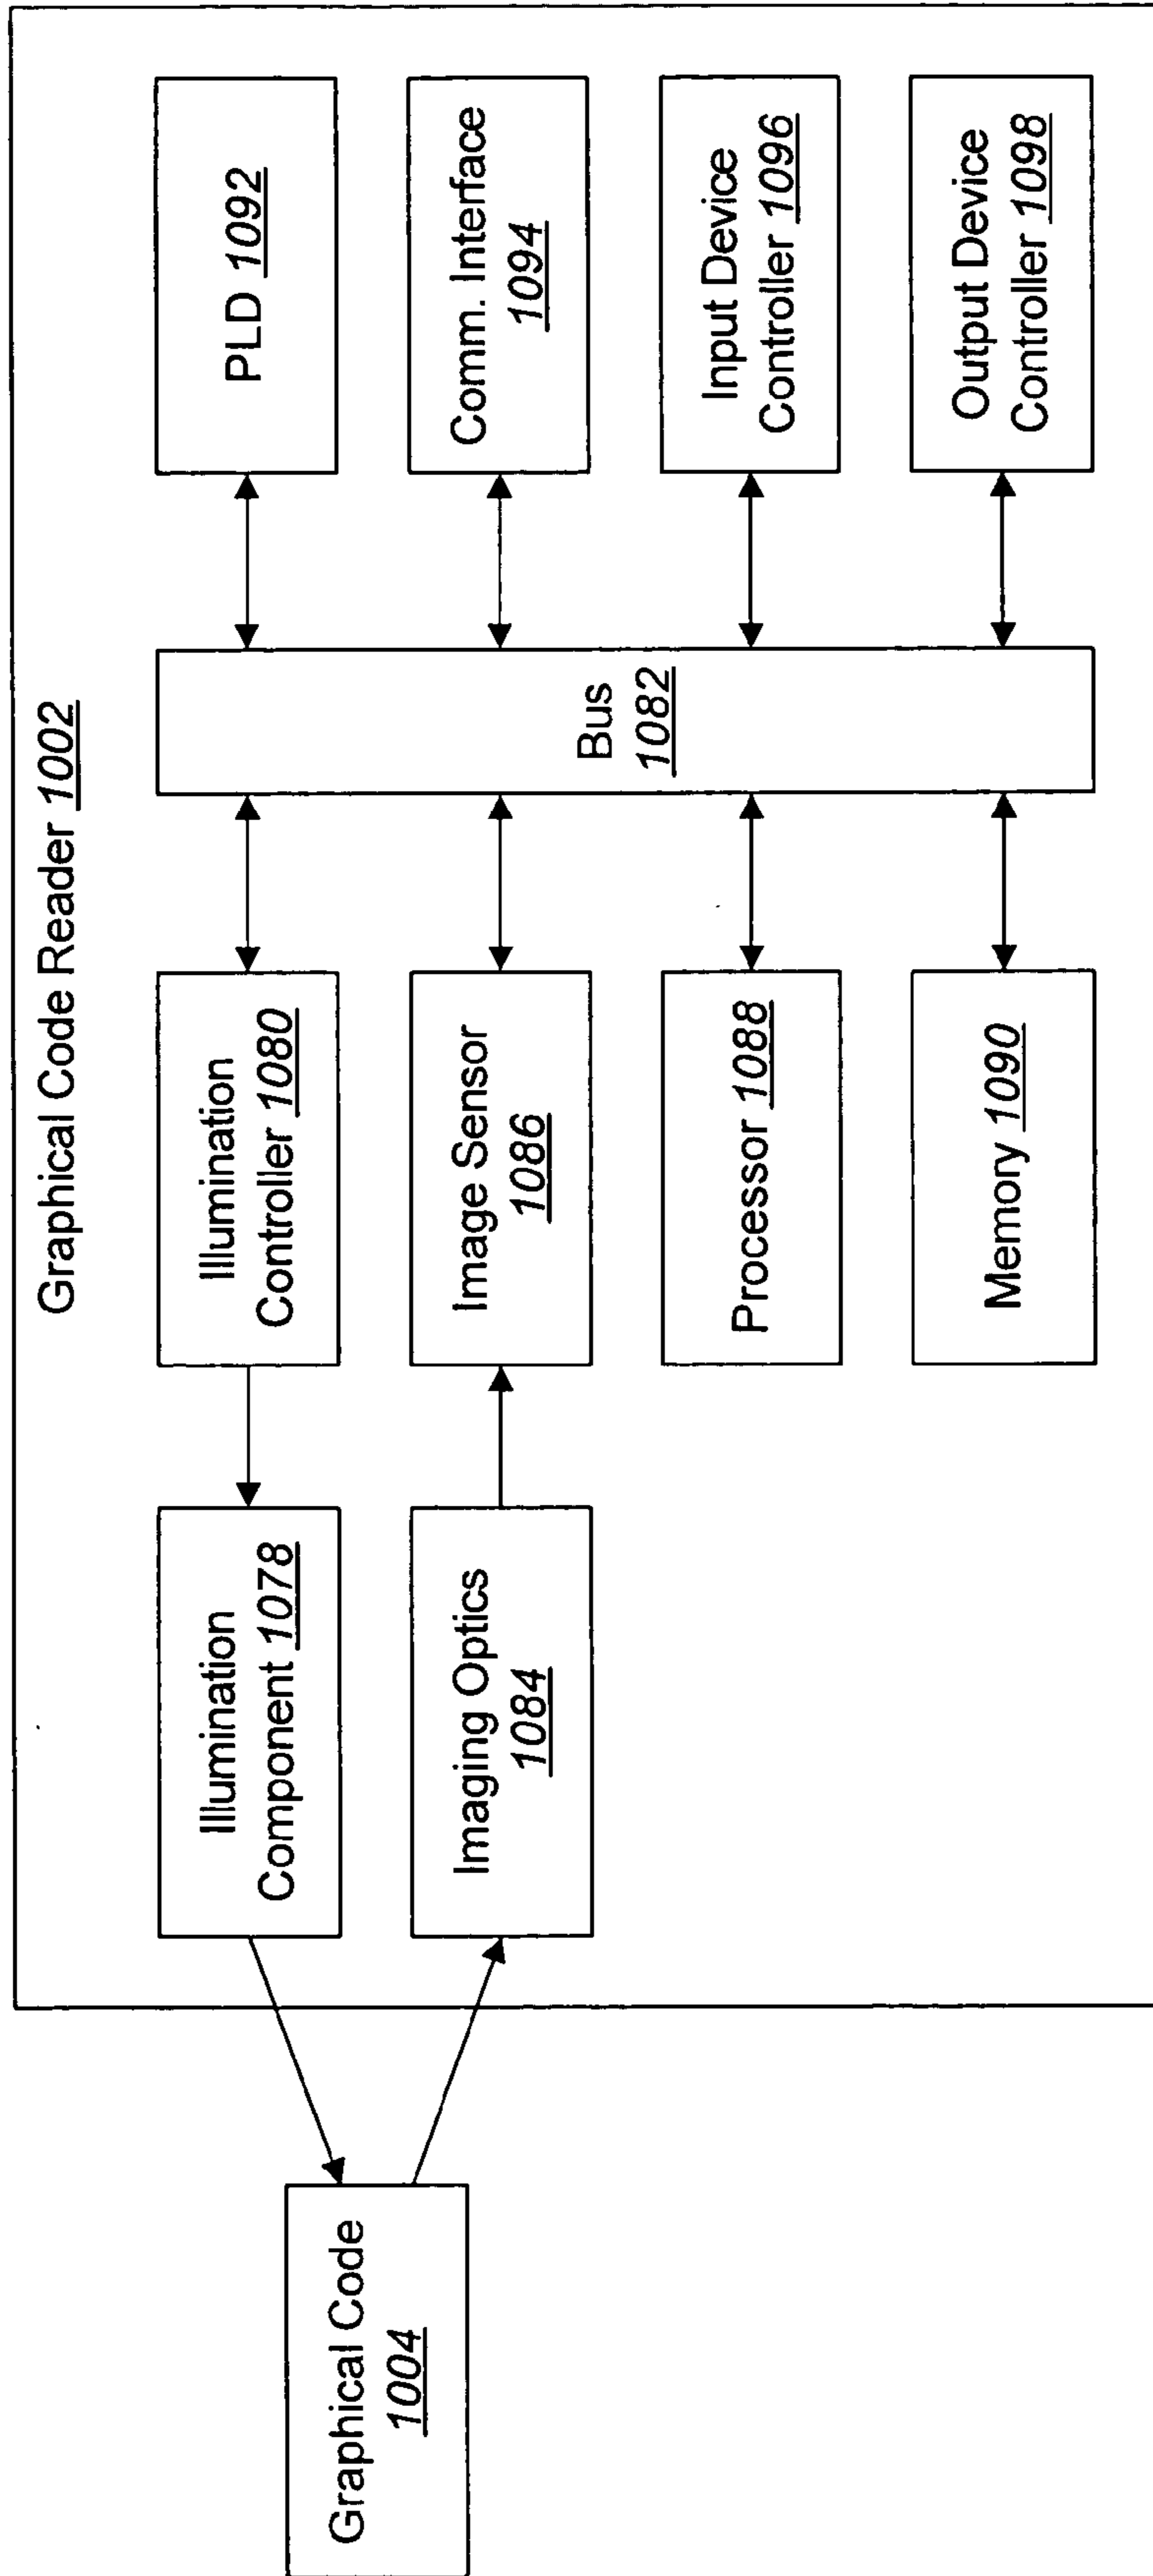 Graphical Code Reader 1002
Graphical Code
1004
Illumination
Component 1078
Illumination
Controller 1080
PLD 1092
Imaging Optics
1084
Image Sensor
1086
Comm. Interface
1094
Bus
1082
Processor 1088
Input Device
Controller 1096
Memory 1090
Output Device
Controller 1098